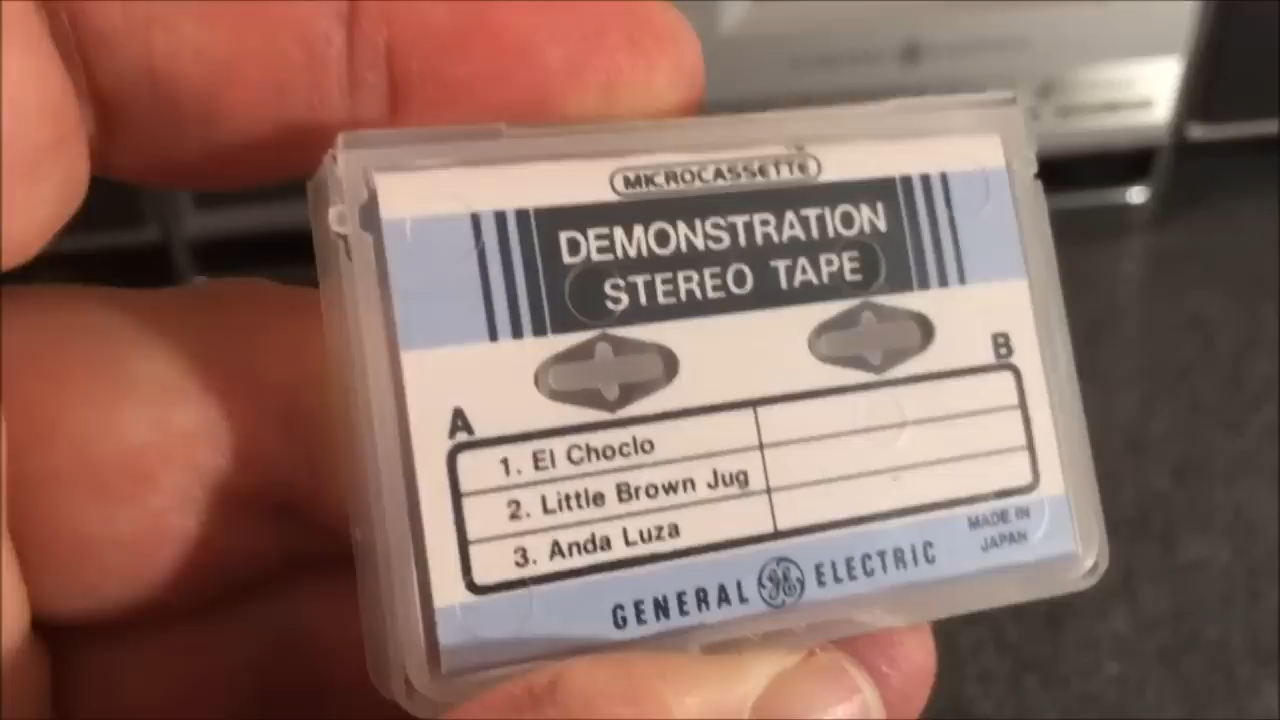 MICROCASSETTE
DEMONSTRATION
STEREO TAPE
A
B
1. El Choclo
2. Little Brown Jug
3. Anda Luza
GENERAL GE ELECTRIC
MADE IN
JAPAN